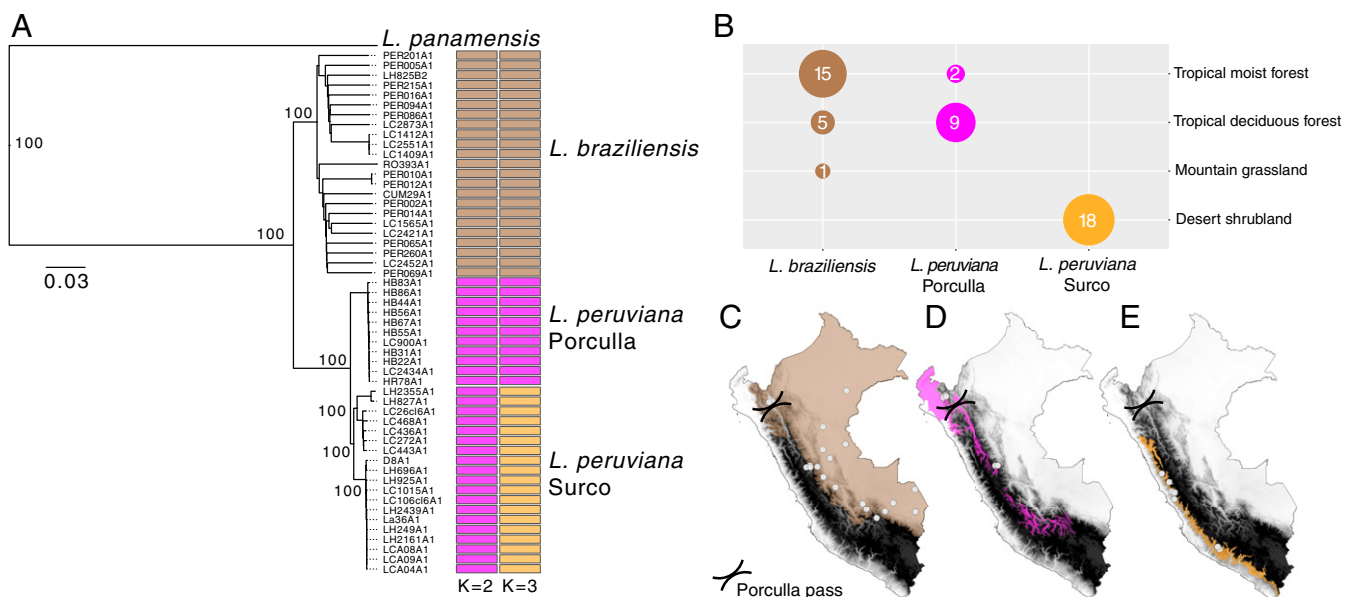 A
L. panamensis
PER201A1
PER005A1
LH825B2
PER215A1
PER016A1
PER094A1
PER086A1
LC2873A1
LC1412A1
LC2551A1
LC1409A1
RO393A1
PER010A1
PER012A1
CUM29A1
PER002A1
PER014A1
LC1565A1
LC2421A1
PER065A1
PER260A1
LC2452A1
PER069A1
HB83A1
HB86A1
HB44A1
HB56A1
HB67A1
HB55A1
LC900A1
HB31A1
HB22A1
LC2434A1
HR78A1
LH2355A1
LH827A1
LC26cl6A1
LC468A1
LC436A1
LC272A1
LC443A1
D8A1
LH696A1
LH925A1
LC1015A1
LC106cl6A1
LH2439A1
La36A1
LH249A1
LH2161A1
LCA08A1
LCA09A1
LCA04A1
100
100
100
100
100
100
100
0.03
L. braziliensis
L. peruviana
Porculla
L. peruviana
Surco
K=2 K=3
B
15 2 Tropical moist forest
5 9 Tropical deciduous forest
1 Mountain grassland
18 Desert shrubland
L. braziliensis
L. peruviana
Porculla
L. peruviana
Surco
C
D
E
Porculla pass